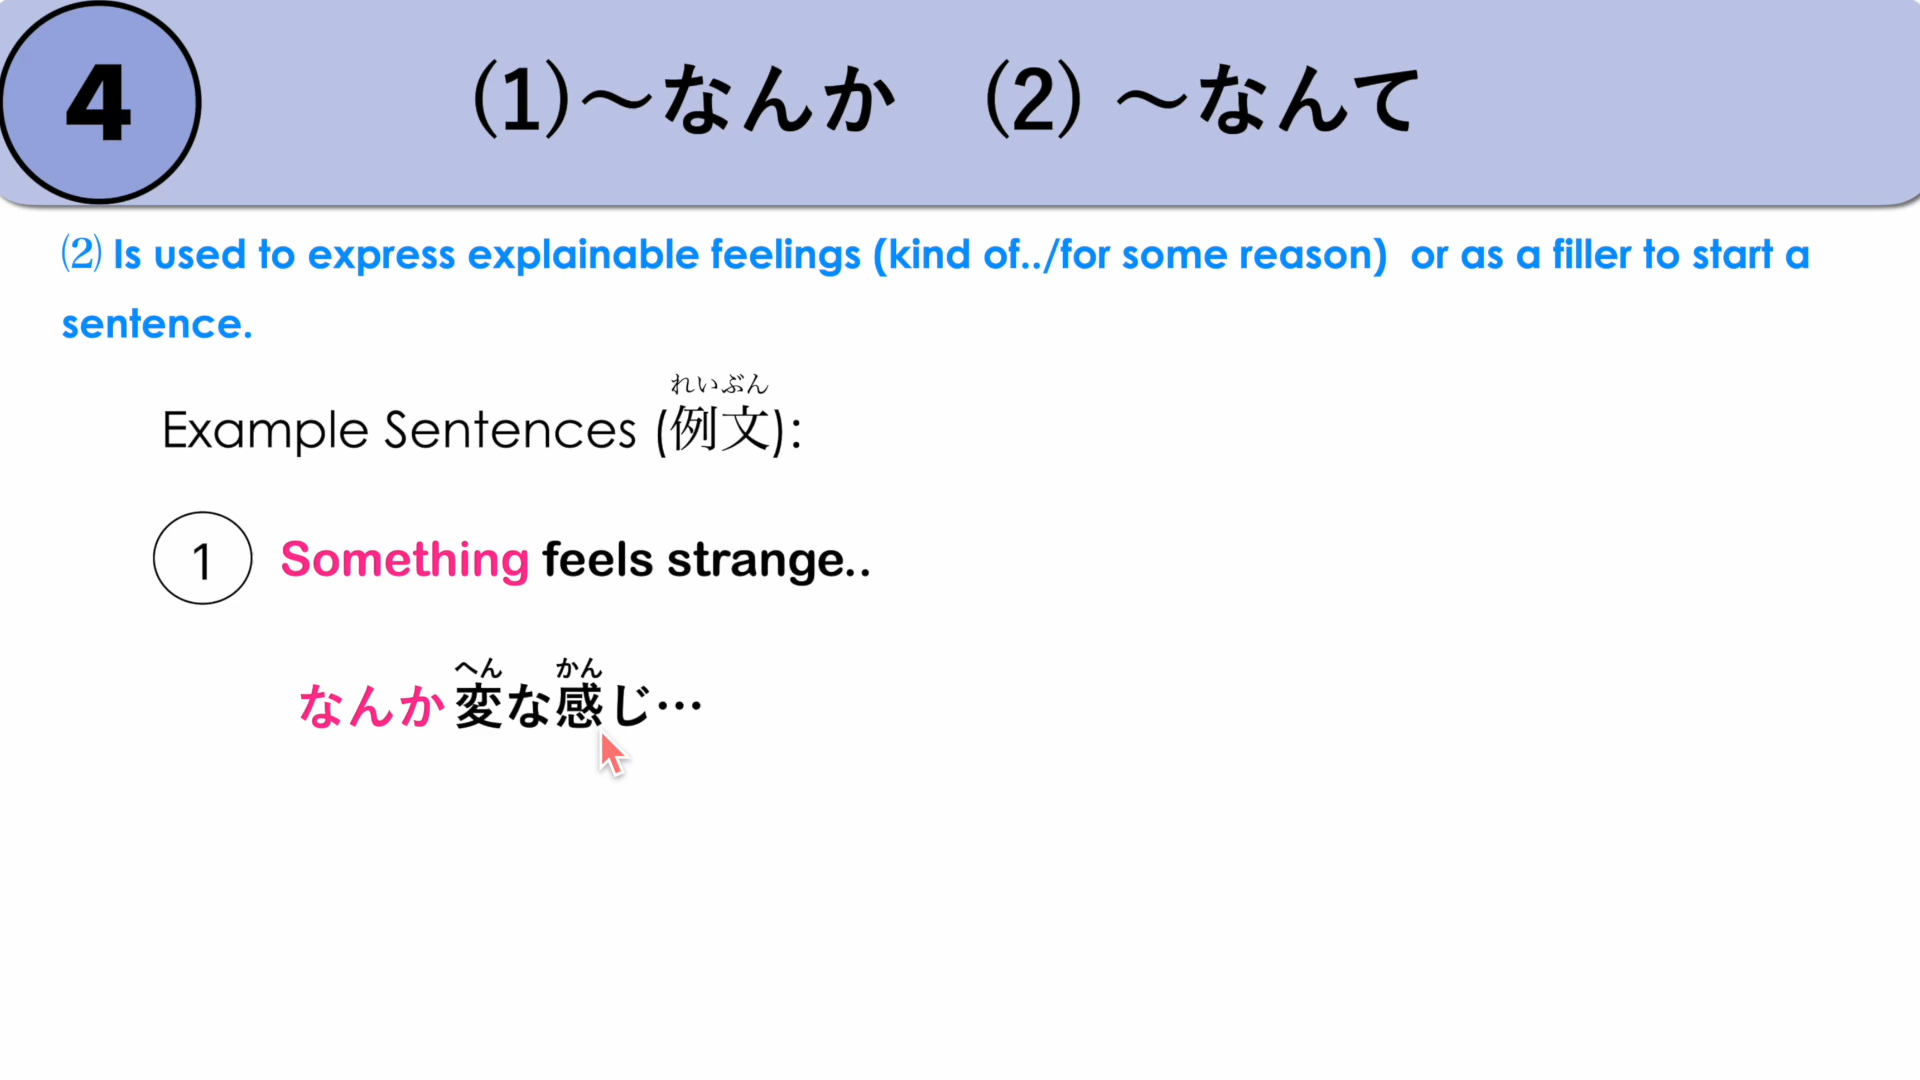 4
(1)〜なんか (2) 〜なんて
(2) Is used to express explainable feelings (kind of../for some reason) or as a filler to start a
sentence.
れいぶん
Example Sentences (例文):
1 Something feels strange..
へん かん
なんか変な感じ…